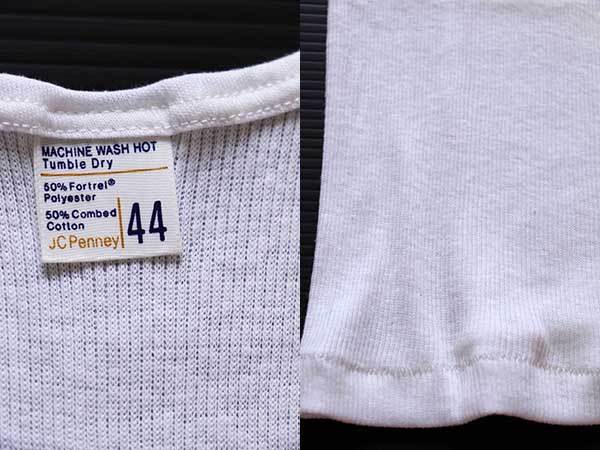 MACHINE WASH HOT
Tumble Dry
50% Fortrel®
Polyester
50% Combed
Cotton
JCPenney
44